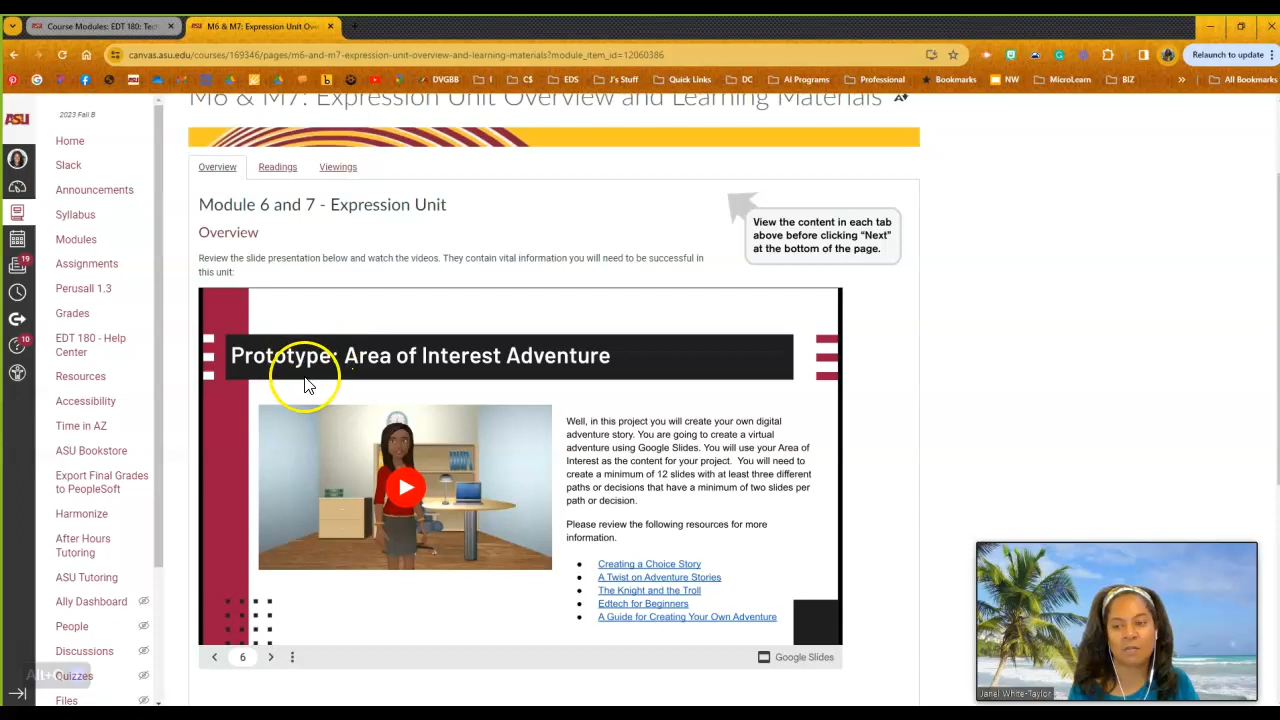 Course Modules: EDT 180: Tech
M6 & M7: Expression Unit Ov
canvas.asu.edu/courses/169346/pages/m6-and-m7-expression-unit-overview-and-learning-materials?module_item_id=12060386
Relaunch to update
DVGBB
I
C$
EDS
J's Stuff
Quick Links
DC
AI Programs
Professional
Bookmarks
NW
MicroLearn
BIZ
All Bookmarks
ASU
2023 Fall B
Home
Slack
Announcements
Syllabus
Modules
Assignments
Perusall 1.3
Grades
EDT 180 - Help
Center
Resources
Accessibility
Time in AZ
ASU Bookstore
Export Final Grades
to PeopleSoft
Harmonize
After Hours
Tutoring
ASU Tutoring
Ally Dashboard
People
Discussions
Quizzes
Files
19
10
M6 & M7: Expression Unit Overview and Learning Materials
Overview
Readings
Viewings
Module 6 and 7 - Expression Unit
Overview
Review the slide presentation below and watch the videos. They contain vital information you will need to be successful in
this unit:
View the content in each tab
above before clicking “Next”
at the bottom of the page.
Prototype: Area of Interest Adventure
Well, in this project you will create your own digital
adventure story. You are going to create a virtual
adventure using Google Slides. You will use your Area of
Interest as the content for your project. You will need to
create a minimum of 12 slides with at least three different
paths or decisions that have a minimum of two slides per
path or decision.
Please review the following resources for more
information.
Creating a Choice Story
A Twist on Adventure Stories
The Knight and the Troll
Edtech for Beginners
A Guide for Creating Your Own Adventure
6
Google Slides
Janel White-Taylor